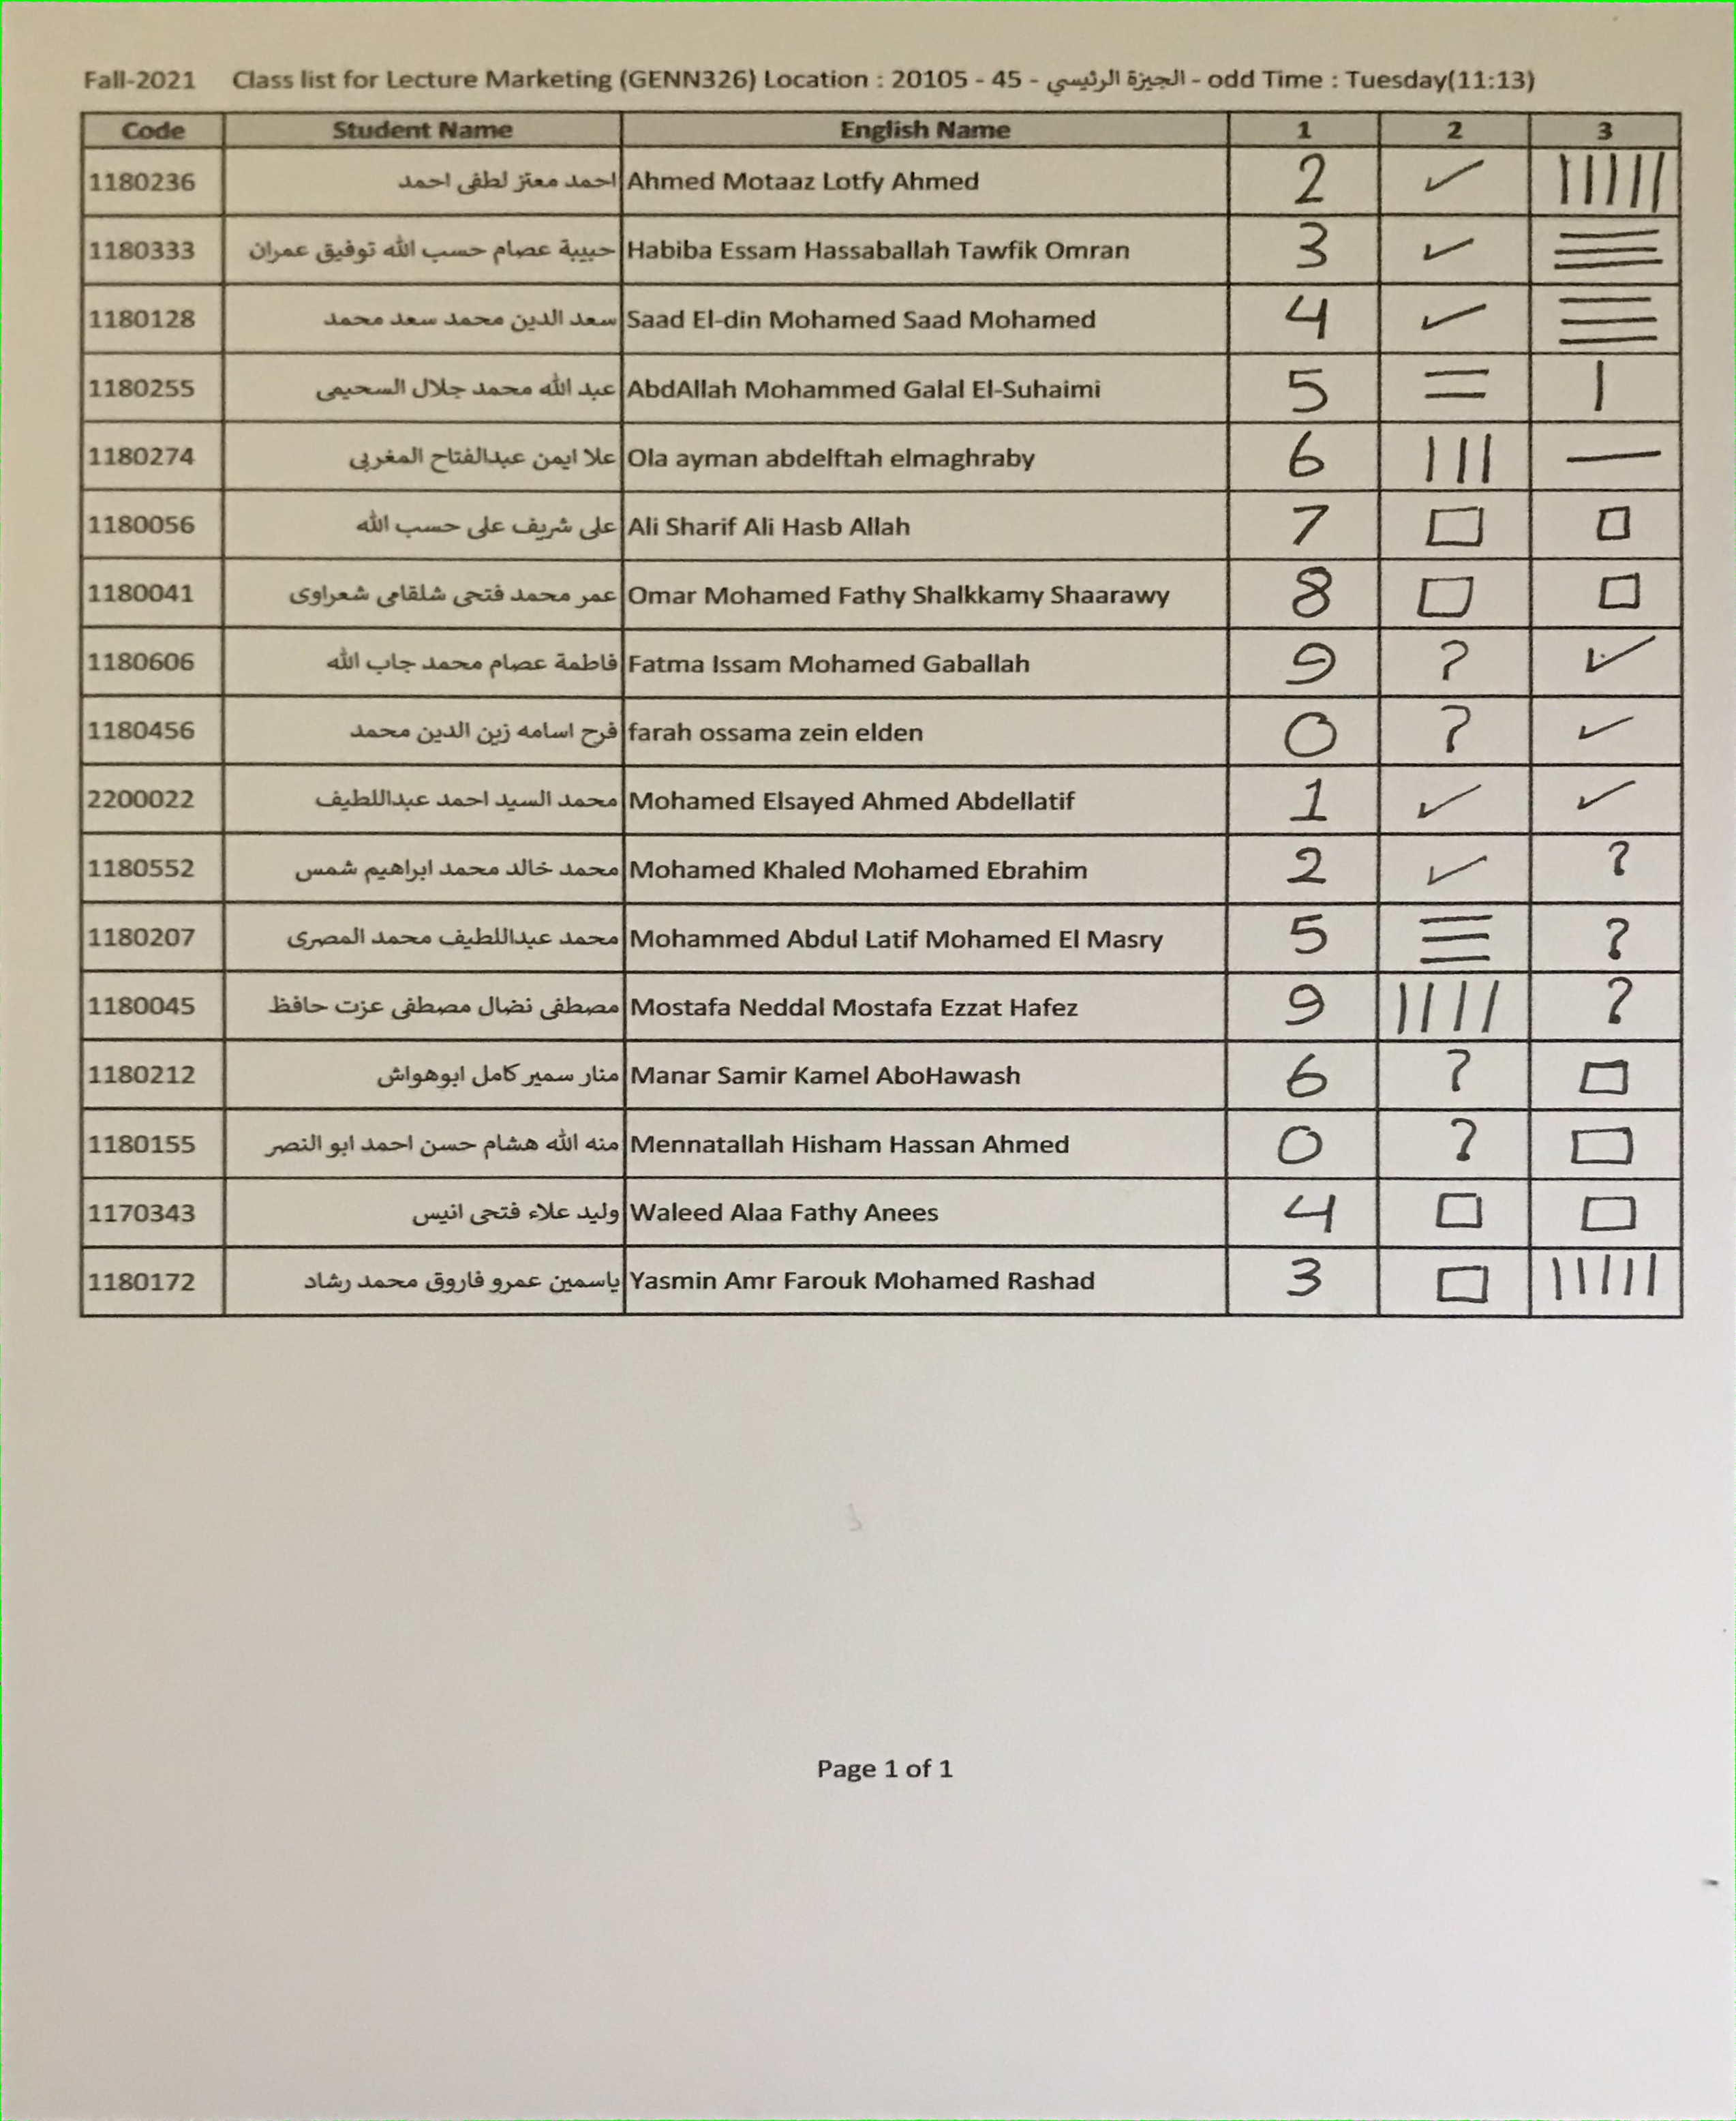 Fall-2021 Class list for Lecture Marketing (GENN326) Location : 20105 - 45 - الجيزة الرئيسي - odd Time : Tuesday(11:13)
Code Student Name English Name 1 2 3
1180236 احمد معتز لطفى احمد Ahmed Motaaz Lotfy Ahmed 2 ✓ |||||
1180333 حبيبة عصام حسب الله توفيق عمران Habiba Essam Hassaballah Tawfik Omran 3 ✓ ☰
1180128 سعد الدين محمد سعد محمد Saad El-din Mohamed Saad Mohamed 4 ✓ ☰
1180255 عبد الله محمد جلال السحيمى AbdAllah Mohammed Galal El-Suhaimi 5 = |
1180274 علا ايمن عبدالفتاح المغربى Ola ayman abdelftah elmaghraby 6 ||| —
1180056 على شريف على حسب الله Ali Sharif Ali Hasb Allah 7 □ □
1180041 عمر محمد فتحى شلقامى شعراوى Omar Mohamed Fathy Shalkkamy Shaarawy 8 □ □
1180606 فاطمة عصام محمد جاب الله Fatma Issam Mohamed Gaballah 9 ? ✓
1180456 فرح اسامه زين الدين محمد farah ossama zein elden 0 ? ✓
2200022 محمد السيد احمد عبداللطيف Mohamed Elsayed Ahmed Abdellatif 1 ✓ ✓
1180552 محمد خالد محمد ابراهيم شمس Mohamed Khaled Mohamed Ebrahim 2 ✓ ?
1180207 محمد عبداللطيف محمد المصرى Mohammed Abdul Latif Mohamed El Masry 5 ☰ ?
1180045 مصطفى نضال مصطفى عزت حافظ Mostafa Neddal Mostafa Ezzat Hafez 9 |||| ?
1180212 منار سمير كامل ابوهواش Manar Samir Kamel AboHawash 6 ? □
1180155 منه الله هشام حسن احمد ابو النصر Mennatallah Hisham Hassan Ahmed 0 ? □
1170343 وليد علاء فتحى انيس Waleed Alaa Fathy Anees 4 □ □
1180172 ياسمين عمرو فاروق محمد رشاد Yasmin Amr Farouk Mohamed Rashad 3 □ |||||
Page 1 of 1